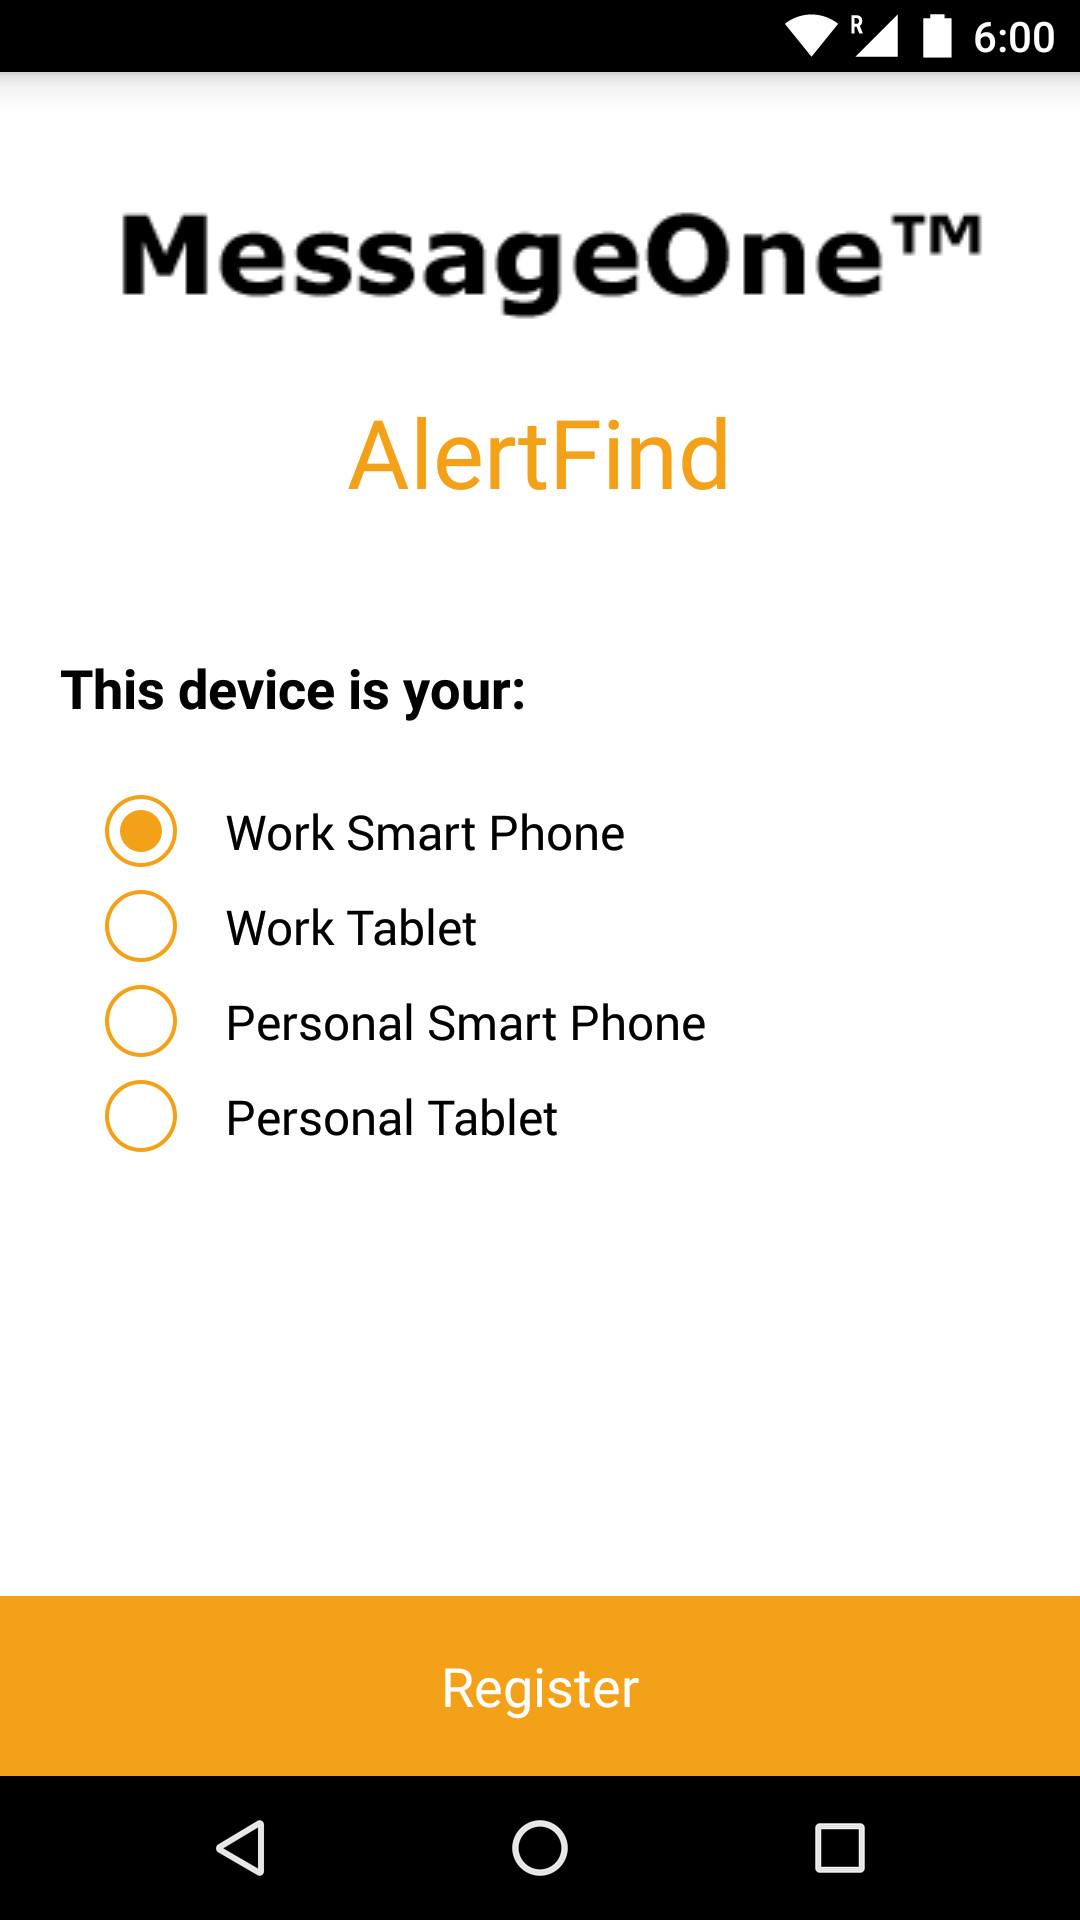 R 6:00
MessageOne™
AlertFind
This device is your:
Work Smart Phone
Work Tablet
Personal Smart Phone
Personal Tablet
Register